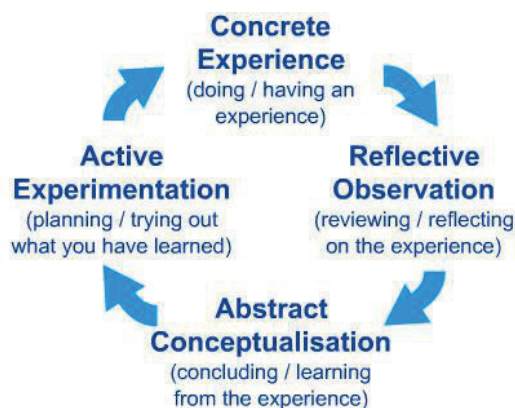 Concrete
Experience
(doing / having an
experience)
Reflective
Observation
(reviewing / reflecting
on the experience)
Abstract
Conceptualisation
(concluding / learning
from the experience)
Active
Experimentation
(planning / trying out
what you have learned)